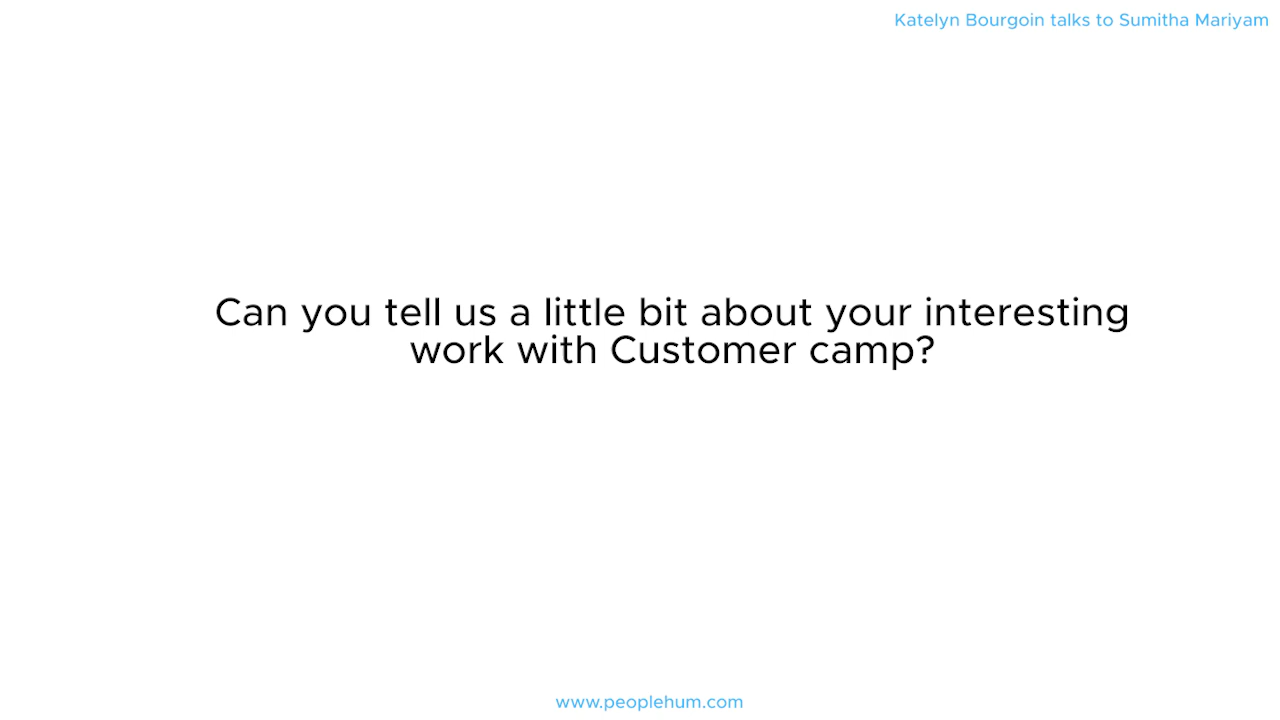 Katelyn Bourgoin talks to Sumitha Mariyam
Can you tell us a little bit about your interesting
work with Customer camp?
www.peoplehum.com